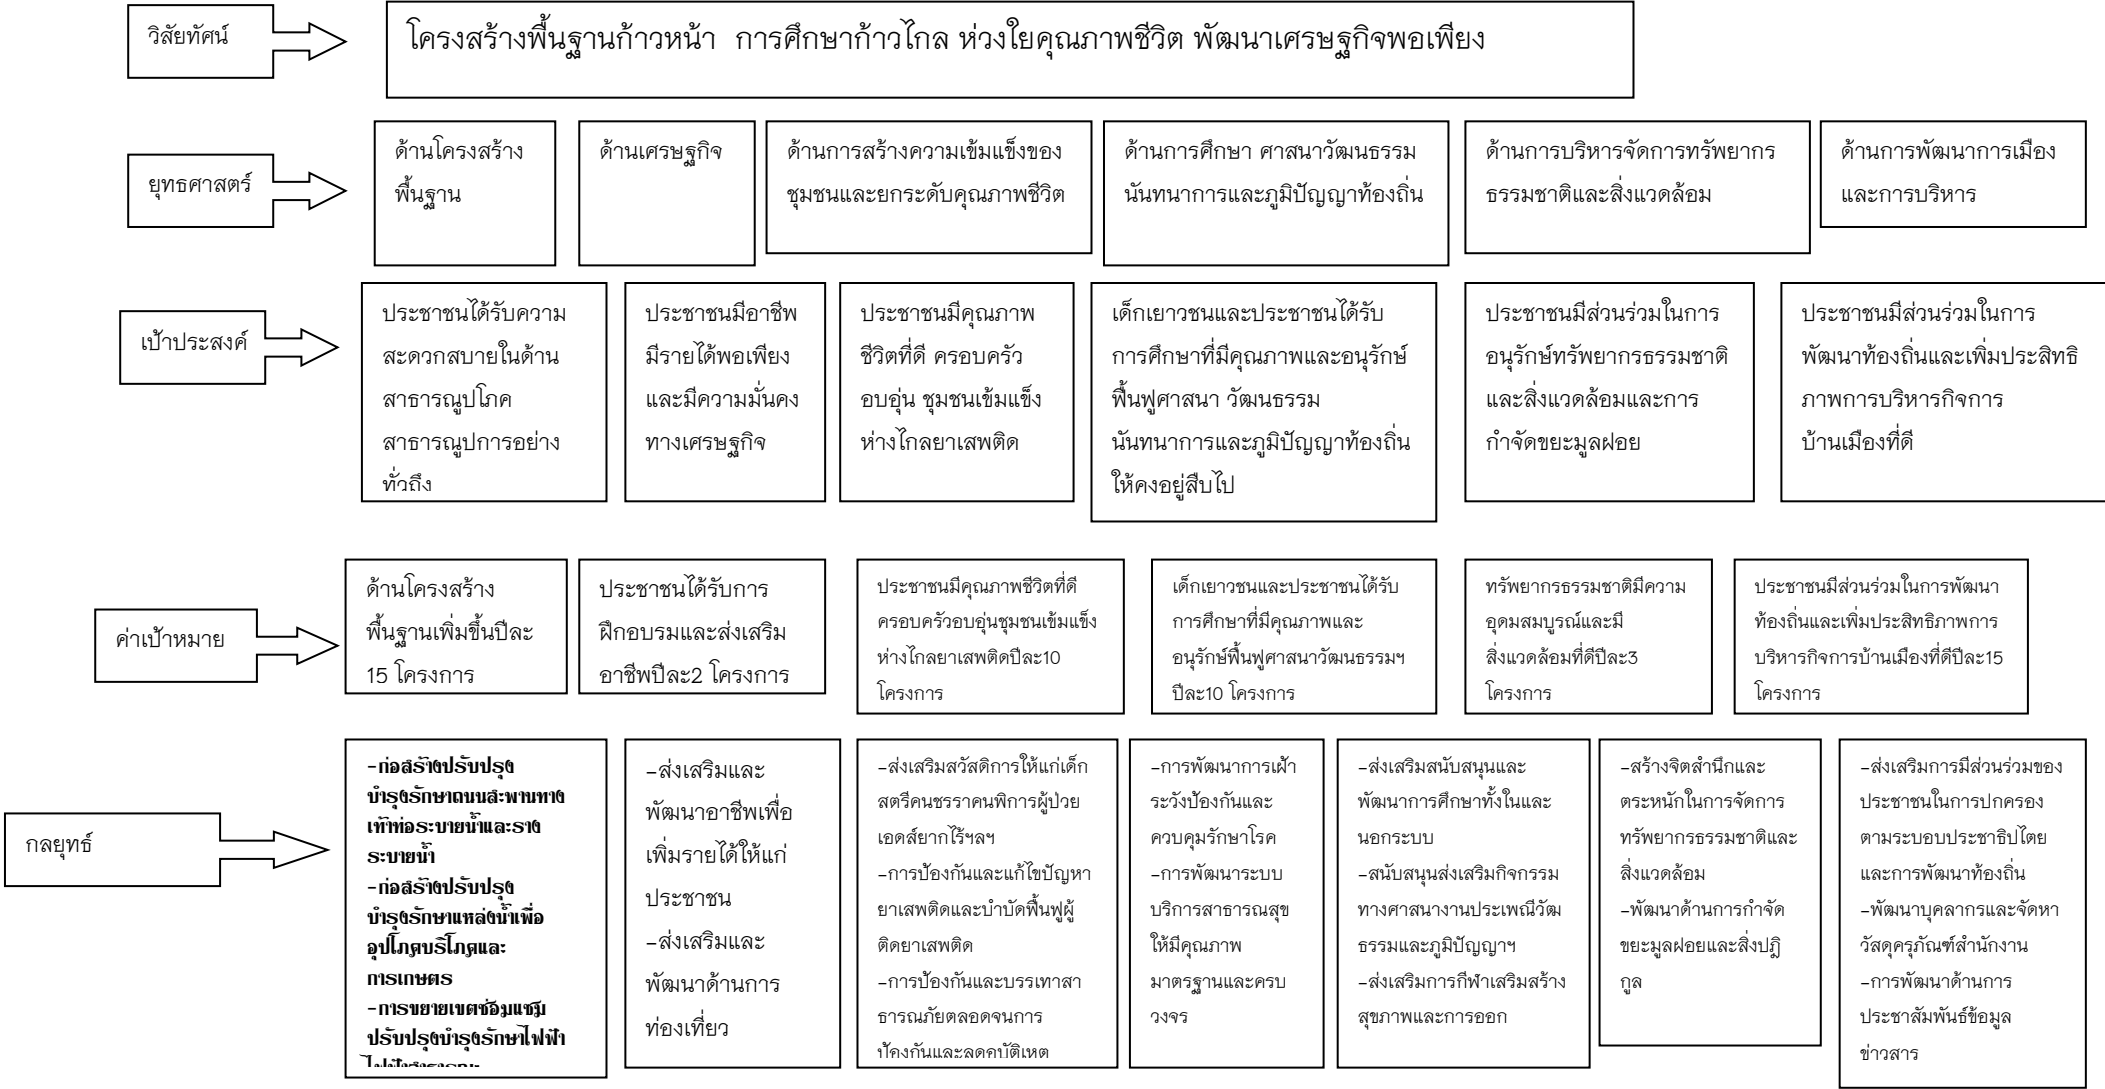 วิสัยทัศน์
โครงสร้างพื้นฐานก้าวหน้า การศึกษาก้าวไกล ห่วงใยคุณภาพชีวิต พัฒนาเศรษฐกิจพอเพียง
ยุทธศาสตร์
ด้านโครงสร้าง
พื้นฐาน
ด้านเศรษฐกิจ
ด้านการสร้างความเข้มแข็งของ
ชุมชนและยกระดับคุณภาพชีวิต
ด้านการศึกษา ศาสนาวัฒนธรรม
นันทนาการและภูมิปัญญาท้องถิ่น
ด้านการบริหารจัดการทรัพยากร
ธรรมชาติและสิ่งแวดล้อม
ด้านการพัฒนาการเมือง
และการบริหาร
เป้าประสงค์
ประชาชนได้รับความ
สะดวกสบายในด้าน
สาธารณูปโภค
สาธารณูปการอย่าง
ทั่วถึง
ประชาชนมีอาชีพ
มีรายได้พอเพียง
และมีความมั่นคง
ทางเศรษฐกิจ
ประชาชนมีคุณภาพ
ชีวิตที่ดี ครอบครัว
อบอุ่น ชุมชนเข้มแข็ง
ห่างไกลยาเสพติด
เด็กเยาวชนและประชาชนได้รับ
การศึกษาที่มีคุณภาพและอนุรักษ์
ฟื้นฟูศาสนา วัฒนธรรม
นันทนาการและภูมิปัญญาท้องถิ่น
ให้คงอยู่สืบไป
ประชาชนมีส่วนร่วมในการ
อนุรักษ์ทรัพยากรธรรมชาติ
และสิ่งแวดล้อมและการ
กำจัดขยะมูลฝอย
ประชาชนมีส่วนร่วมในการ
พัฒนาท้องถิ่นและเพิ่มประสิทธิ
ภาพการบริหารกิจการ
บ้านเมืองที่ดี
ค่าเป้าหมาย
ด้านโครงสร้าง
พื้นฐานเพิ่มขึ้นปีละ
15 โครงการ
ประชาชนได้รับการ
ฝึกอบรมและส่งเสริม
อาชีพปีละ2 โครงการ
ประชาชนมีคุณภาพชีวิตที่ดี
ครอบครัวอบอุ่นชุมชนเข้มแข็ง
ห่างไกลยาเสพติดปีละ10
โครงการ
เด็กเยาวชนและประชาชนได้รับ
การศึกษาที่มีคุณภาพและ
อนุรักษ์ฟื้นฟูศาสนาวัฒนธรรมฯ
ปีละ10 โครงการ
ทรัพยากรธรรมชาติมีความ
อุดมสมบูรณ์และมี
สิ่งแวดล้อมที่ดีปีละ3
โครงการ
ประชาชนมีส่วนร่วมในการพัฒนา
ท้องถิ่นและเพิ่มประสิทธิภาพการ
บริหารกิจการบ้านเมืองที่ดีปีละ15
โครงการ
กลยุทธ์
-ก่อสร้างปรับปรุง
บำรุงรักษาถนนสะพานทาง
เท้าท่อระบายน้ำและราง
ระบายน้ำ
-ก่อสร้างปรับปรุง
บำรุงรักษาแหล่งน้ำเพื่อ
อุปโภคบริโภคและ
การเกษตร
-การขยายเขตซ่อมแซม
ปรับปรุงบำรุงรักษาไฟฟ้า
ไฟฟ้าสาธารณะ
-ส่งเสริมและ
พัฒนาอาชีพเพื่อ
เพิ่มรายได้ให้แก่
ประชาชน
-ส่งเสริมและ
พัฒนาด้านการ
ท่องเที่ยว
-ส่งเสริมสวัสดิการให้แก่เด็ก
สตรีคนชรราคนพิการผู้ป่วย
เอดส์ยากไร้ฯลฯ
-การป้องกันและแก้ไขปัญหา
ยาเสพติดและบำบัดฟื้นฟูผู้
ติดยาเสพติด
-การป้องกันและบรรเทาสา
ธารณภัยตลอดจนการ
ป้องกันและลดอุบัติเหต
-การพัฒนาการเฝ้า
ระวังป้องกันและ
ควบคุมรักษาโรค
-การพัฒนาระบบ
บริการสาธารณสุข
ให้มีคุณภาพ
มาตรฐานและครบ
วงจร
-ส่งเสริมสนับสนุนและ
พัฒนาการศึกษาทั้งในและ
นอกระบบ
-สนับสนุนส่งเสริมกิจกรรม
ทางศาสนางานประเพณีวัฒ
ธรรมและภูมิปัญญาฯ
-ส่งเสริมการกีฬาเสริมสร้าง
สุขภาพและการออก
-สร้างจิตสำนึกและ
ตระหนักในการจัดการ
ทรัพยากรธรรมชาติและ
สิ่งแวดล้อม
-พัฒนาด้านการกำจัด
ขยะมูลฝอยและสิ่งปฎิ
กูล
-ส่งเสริมการมีส่วนร่วมของ
ประชาชนในการปกครอง
ตามระบอบประชาธิปไตย
และการพัฒนาท้องถิ่น
-พัฒนาบุคลากรและจัดหา
วัสดุครุภัณฑ์สำนักงาน
-การพัฒนาด้านการ
ประชาสัมพันธ์ข้อมูล
ข่าวสาร